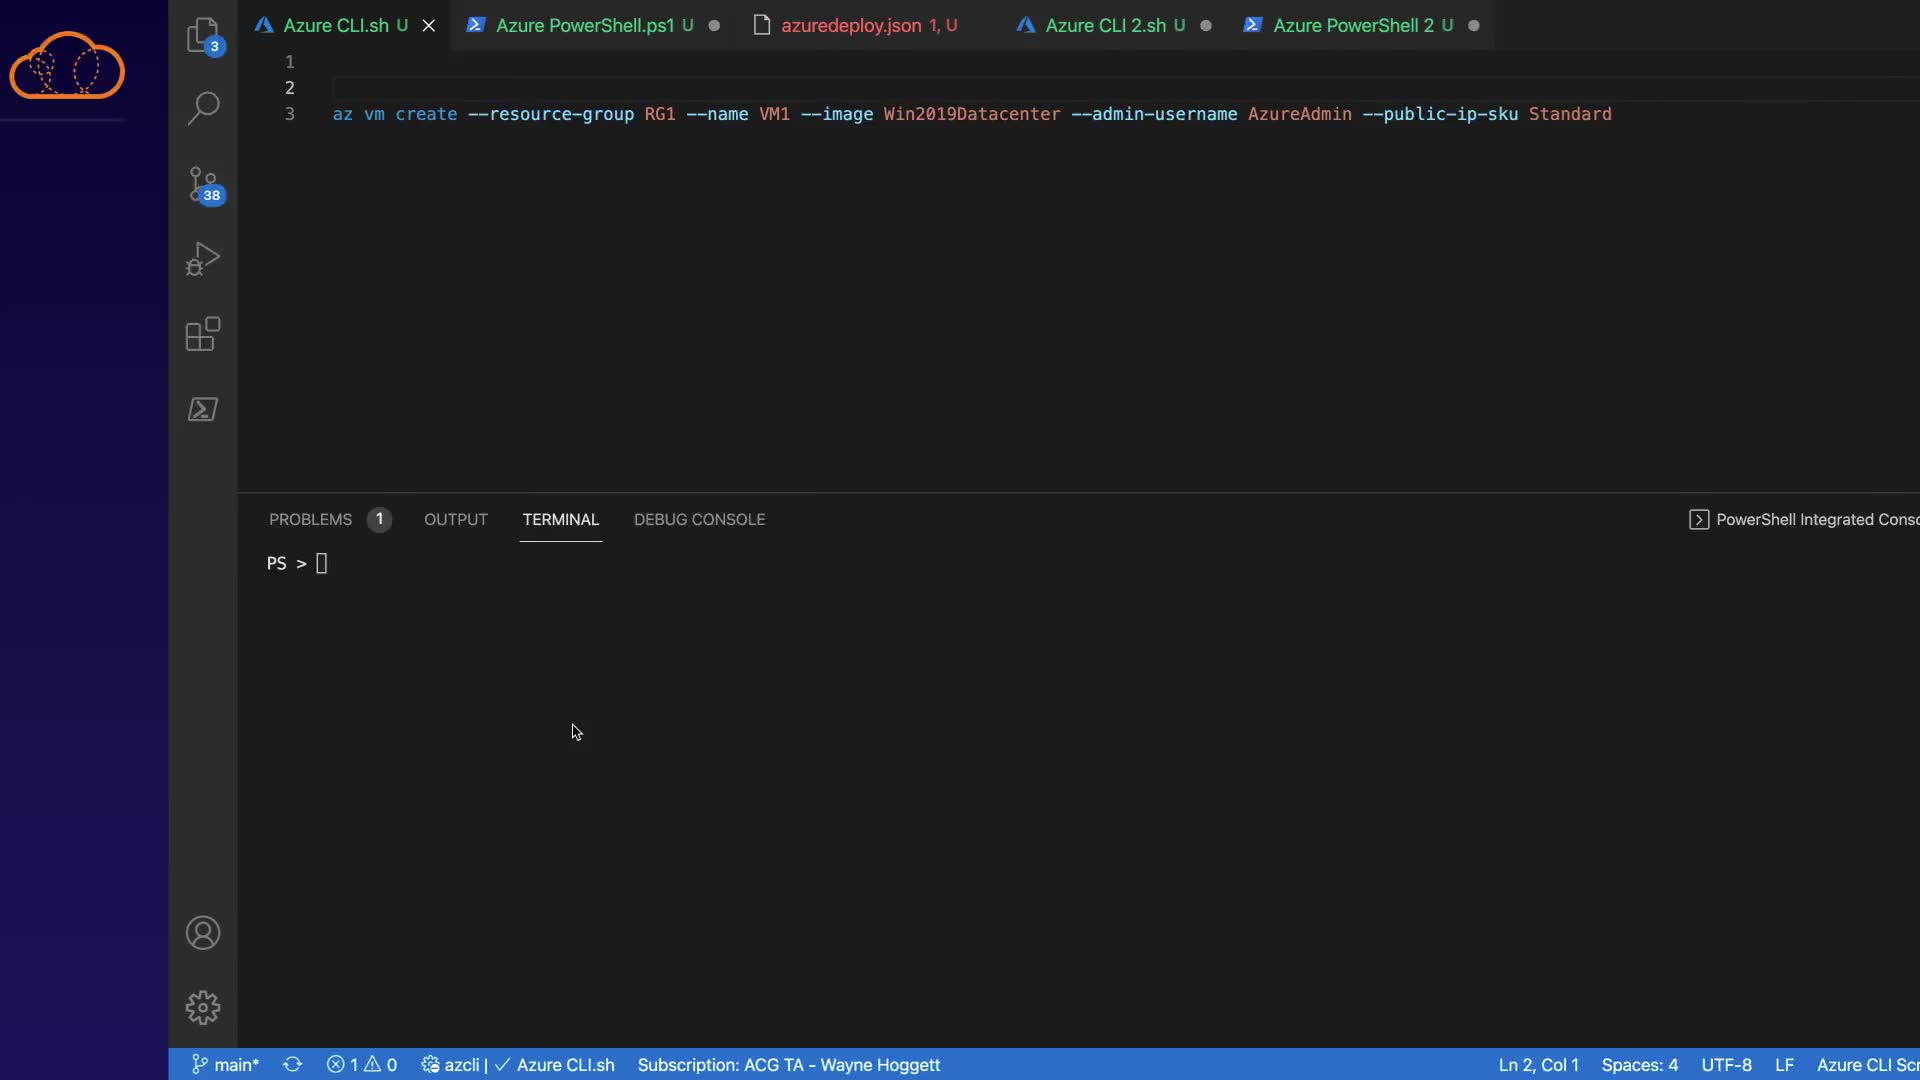 Azure CLI.sh U
Azure PowerShell.ps1 U
azuredeploy.json 1, U
Azure CLI 2.sh U
Azure PowerShell 2 U
3
38
1
2
3 az vm create --resource-group RG1 --name VM1 --image Win2019Datacenter --admin-username AzureAdmin --public-ip-sku Standard
PROBLEMS 1 OUTPUT TERMINAL DEBUG CONSOLE
PowerShell Integrated Conso
PS >
main* 1 0 azcli | ✓ Azure CLI.sh Subscription: ACG TA - Wayne Hoggett Ln 2, Col 1 Spaces: 4 UTF-8 LF Azure CLI Scr